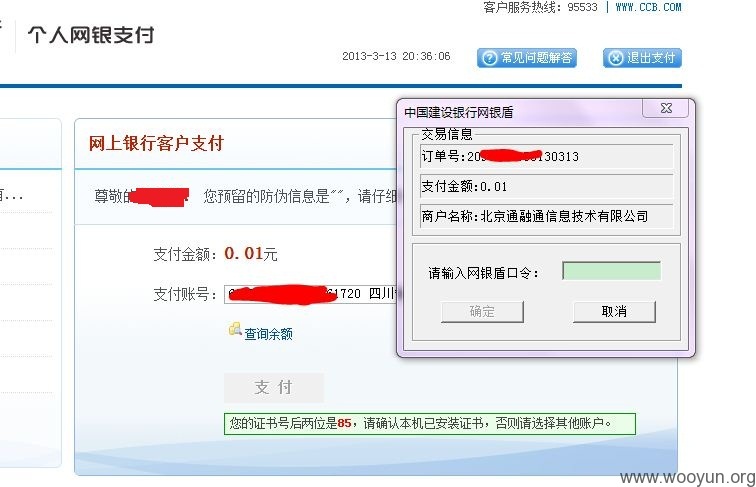 客户服务热线: 95533 | WWW.CCB.COM
个人网银支付
2013-3-13 20:36:06
常见问题解答
退出支付
网上银行客户支付
尊敬的
您预留的防伪信息是""，请仔细
支付金额：0.01元
支付账号：
61720 四川
查询余额
支 付
您的证书号后两位是85，请确认本机已安装证书，否则请选择其他账户。
中国建设银行网银盾
交易信息
订单号:20
130313
支付金额:0.01
商户名称:北京通融通信息技术有限公司
请输入网银盾口令：
确定
取消
www.wooyun.org